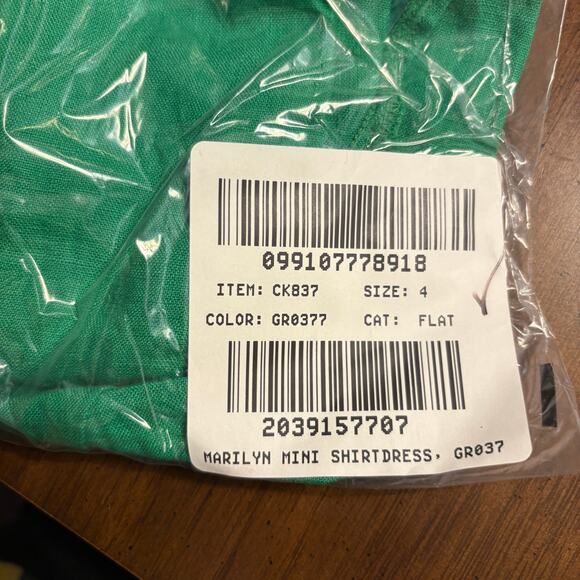 099107778918
ITEM: CK837 SIZE: 4
COLOR: GR0377 CAT: FLAT
2039157707
MARILYN MINI SHIRTDRESS, GR037